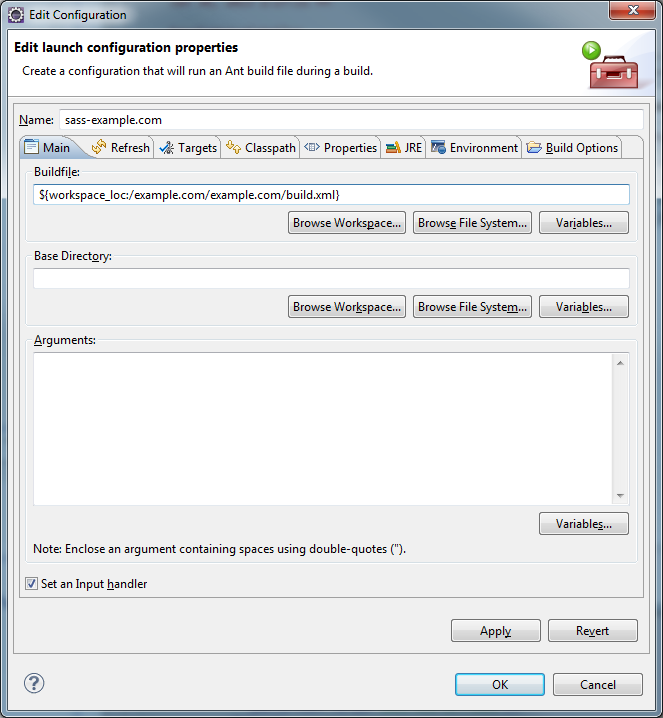 Edit Configuration
Edit launch configuration properties
Create a configuration that will run an Ant build file during a build.
Name: sass-example.com
Main Refresh Targets Classpath Properties JRE Environment Build Options
Buildfile:
${workspace_loc:/example.com/example.com/build.xml}
Browse Workspace... Browse File System... Variables...
Base Directory:
Browse Workspace... Browse File System... Variables...
Arguments:
Variables...
Note: Enclose an argument containing spaces using double-quotes (").
Set an Input handler
Apply Revert
? OK Cancel